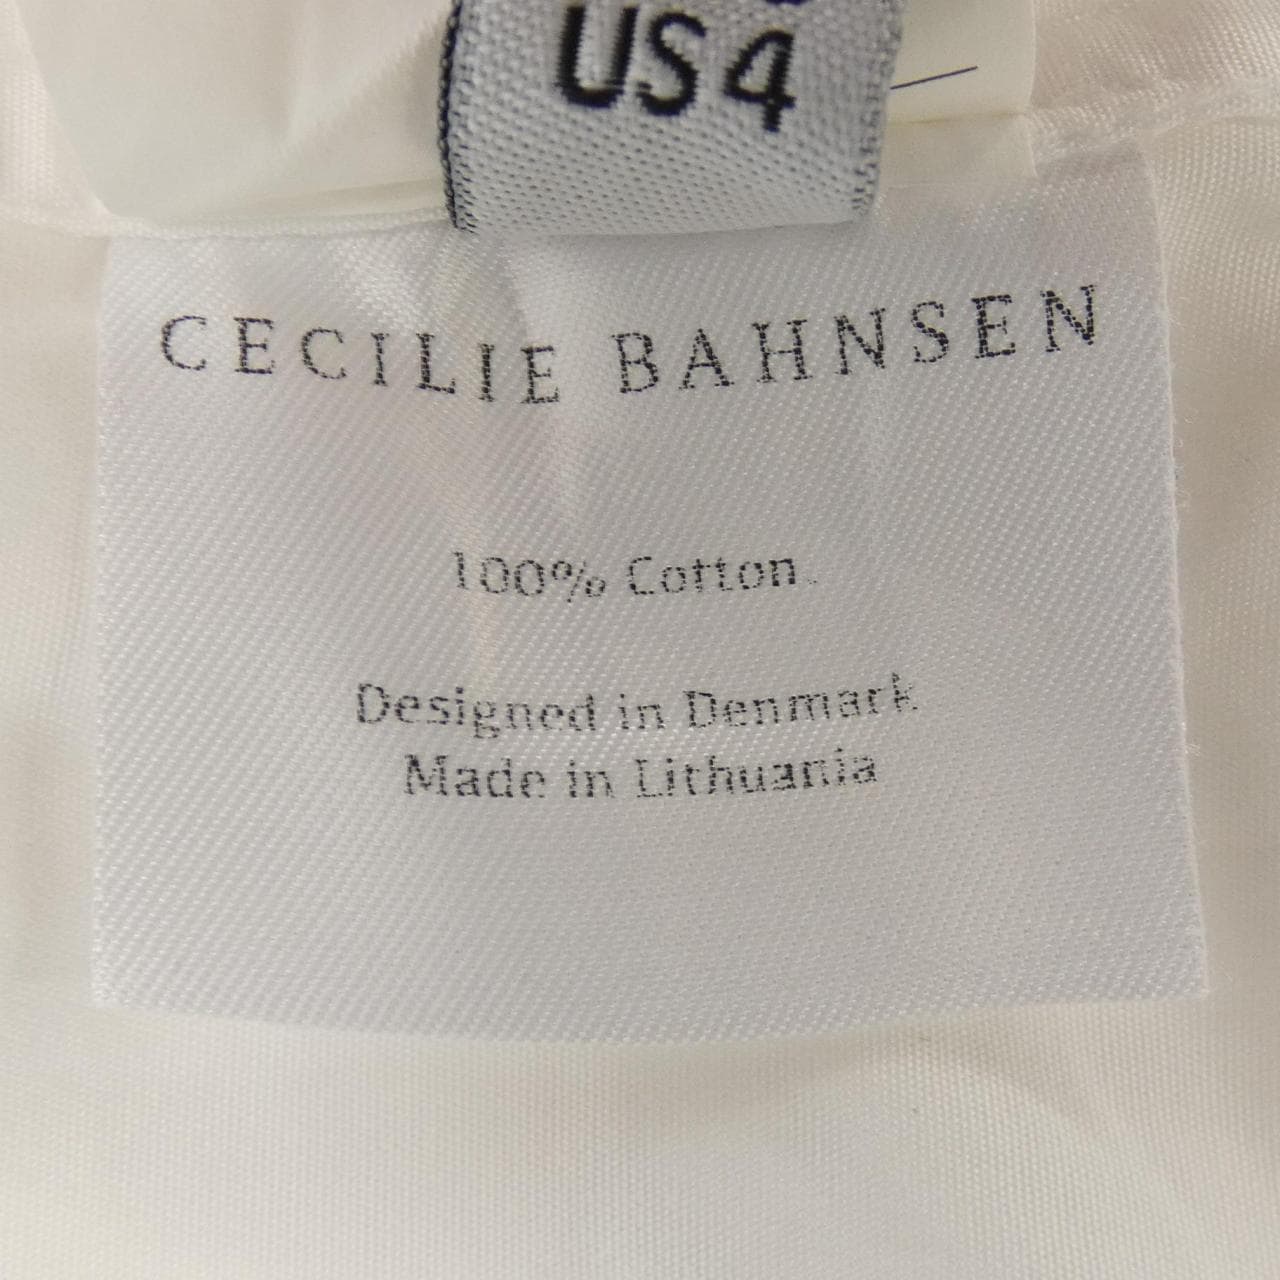 US 4
CECILIE BAHNSEN
100% Cotton
Designed in Denmark
Made in Lithuania